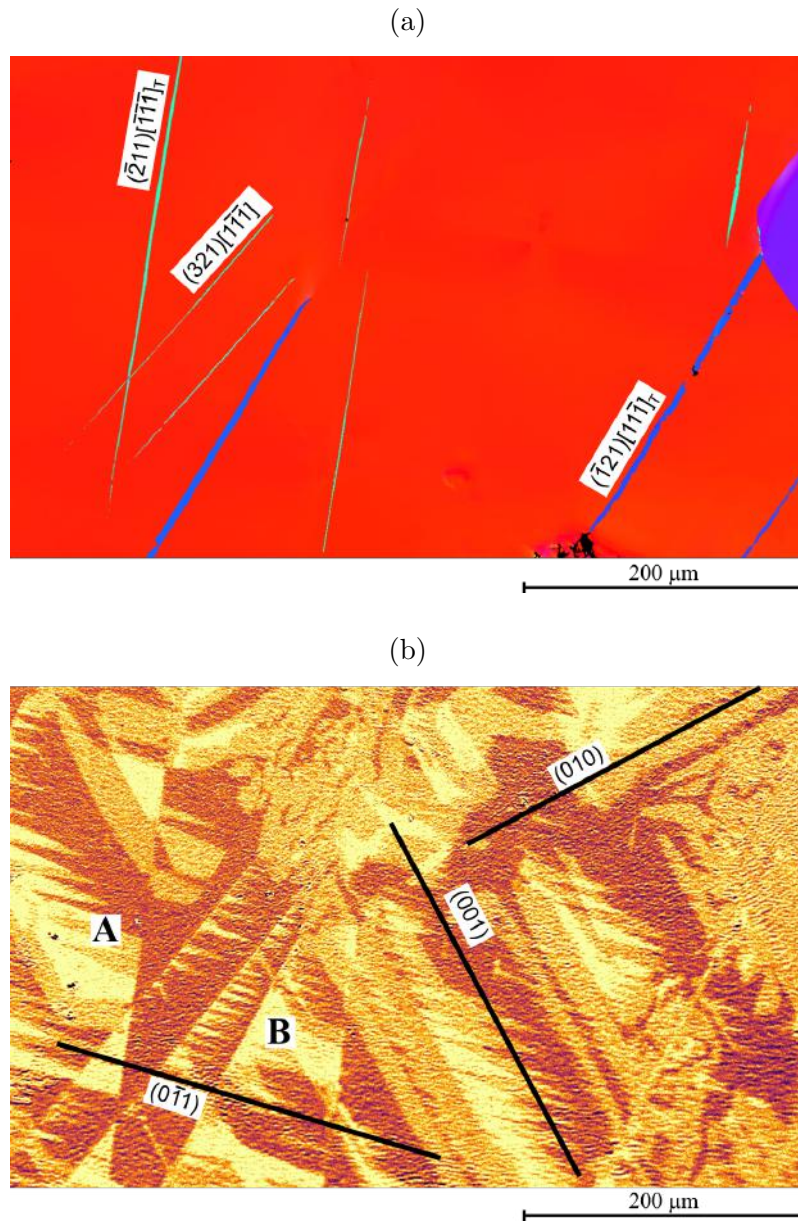 (a)
(2̄11)[1̄1̄1̄]T
(321)[11̄1̄]
(1̄21)[111̄]T
200 µm
(b)
(010)
(001)
A
B
(01̄1)
200 µm